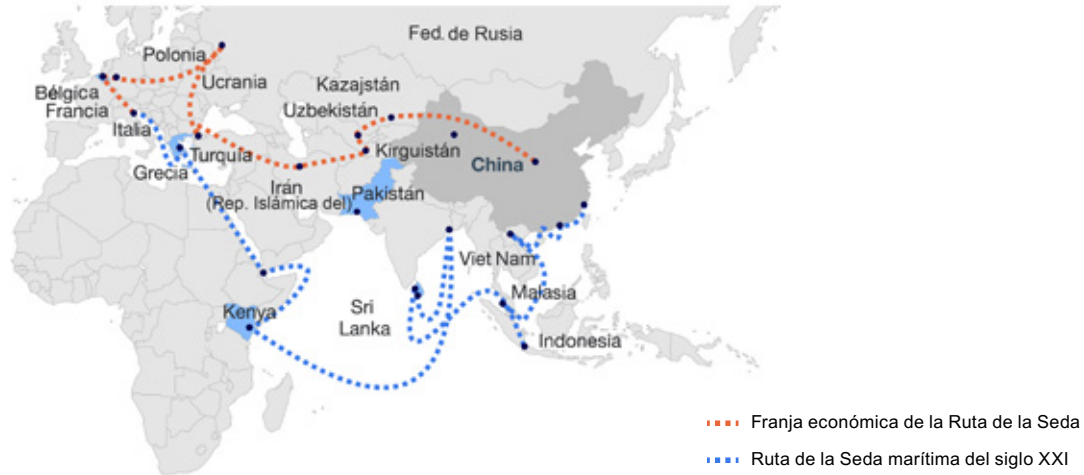 Fed. de Rusia
Polonia
Ucrania
Kazajstán
Bélgica
Francia
Uzbekistán
Italia
Kirguistán
Turquía
China
Grecia
Irán
(Rep. Islámica del)
Pakistán
Viet Nam
Malasia
Kenya
Sri
Lanka
Indonesia
Franja económica de la Ruta de la Seda
Ruta de la Seda marítima del siglo XXI